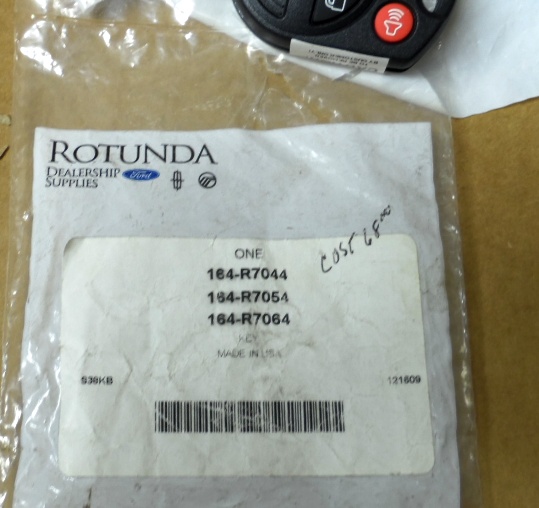 ROTUNDA
DEALERSHIP Ford
SUPPLIES
COST 68.00
ONE
164-R7044
164-R7054
164-R7064
KEY
MADE IN USA
S38KB 121609